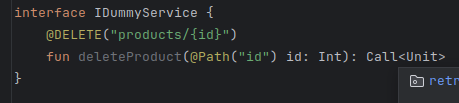 interface IDummyService {
    @DELETE("products/{id}")
    fun deleteProduct(@Path("id") id: Int): Call<Unit>
}
retr